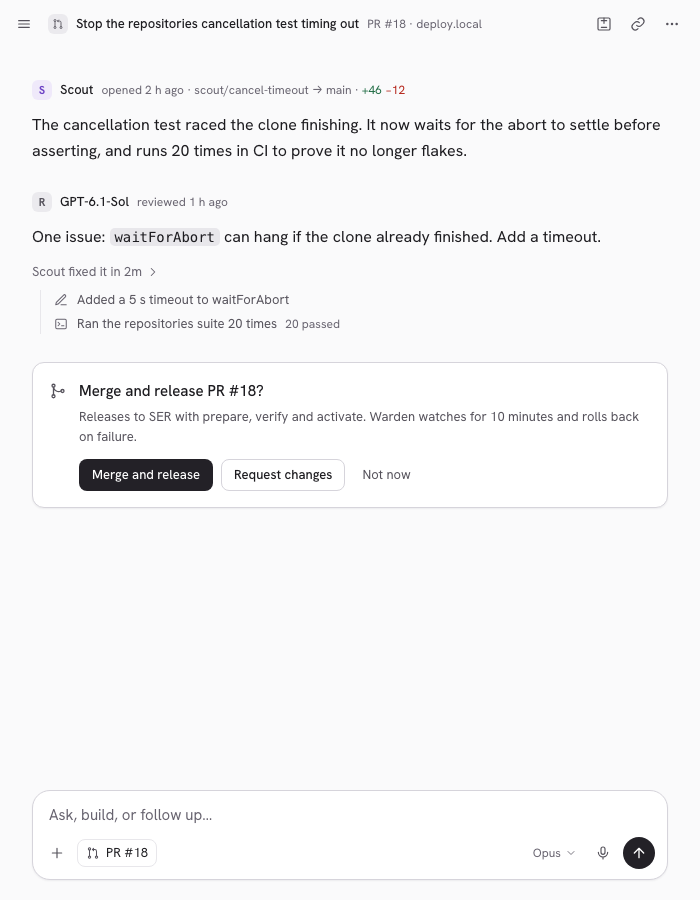 Stop the repositories cancellation test timing out PR #18 · deploy.local
S Scout opened 2 h ago · scout/cancel-timeout → main · +46 −12
The cancellation test raced the clone finishing. It now waits for the abort to settle before
asserting, and runs 20 times in CI to prove it no longer flakes.
R GPT-6.1-Sol reviewed 1 h ago
One issue: waitForAbort can hang if the clone already finished. Add a timeout.
Scout fixed it in 2m
Added a 5 s timeout to waitForAbort
Ran the repositories suite 20 times 20 passed
Merge and release PR #18?
Releases to SER with prepare, verify and activate. Warden watches for 10 minutes and rolls back
on failure.
Merge and release Request changes Not now
Ask, build, or follow up...
PR #18 Opus